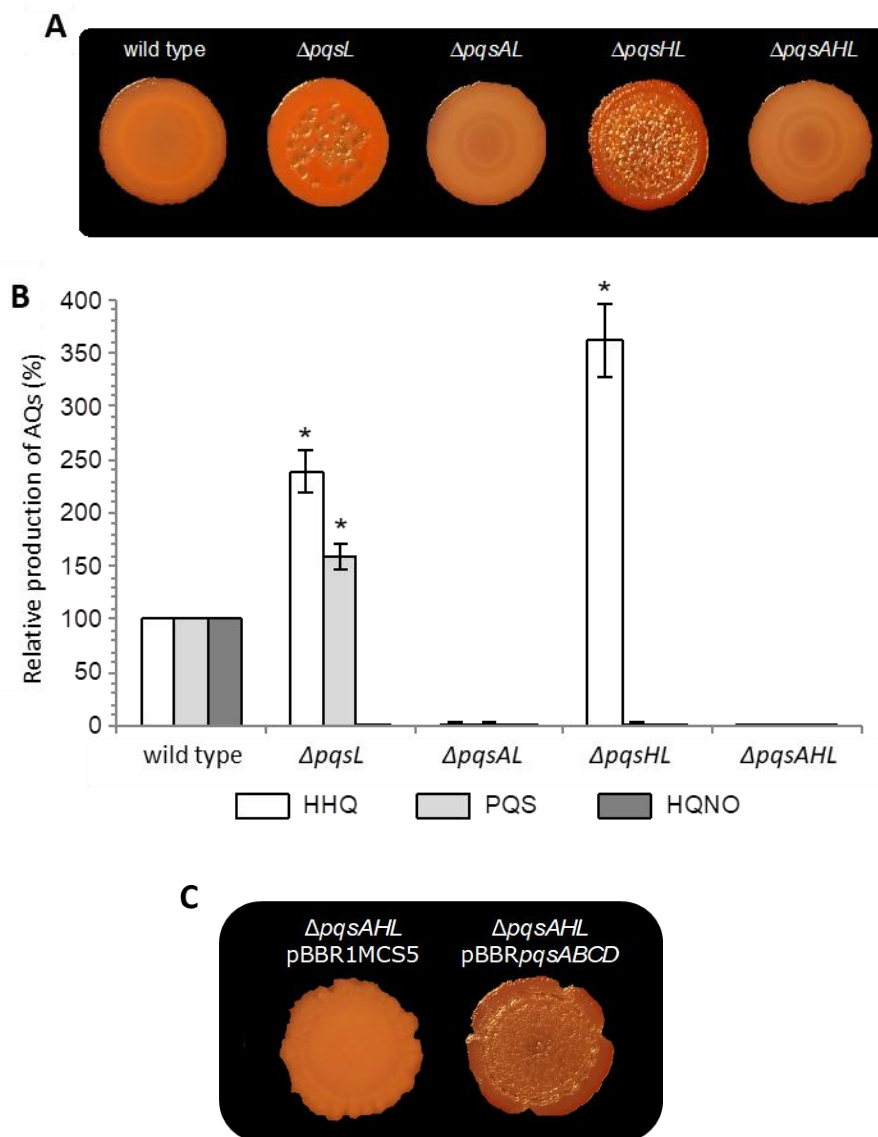 A
wild type ΔpqsL ΔpqsAL ΔpqsHL ΔpqsAHL
B
Relative production of AQs (%)
400
350
300
250
200
150
100
50
0
* * *
wild type ΔpqsL ΔpqsAL ΔpqsHL ΔpqsAHL
HHQ PQS HQNO
C
ΔpqsAHL ΔpqsAHL
pBBR1MCS5 pBBRpqsABCD